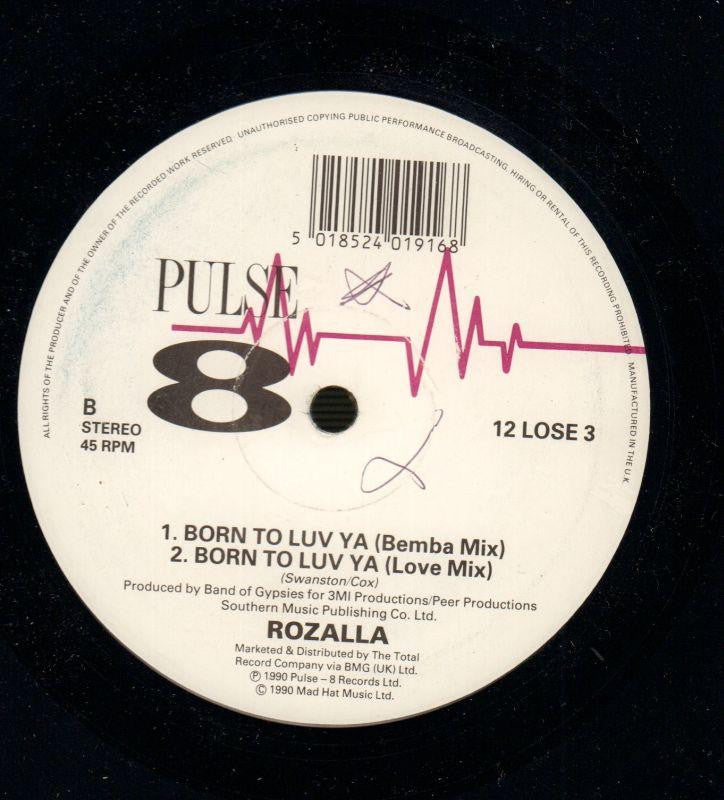 ALL RIGHTS OF THE PRODUCER AND OF THE OWNER OF THE RECORDED WORK RESERVED · UNAUTHORISED COPYING PUBLIC PERFORMANCE BROADCASTING, HIRING OR RENTAL OF THIS RECORDING PROHIBITED MANUFACTURED IN THE U.K.
5 018524 019168
PULSE
8
B
STEREO
45 RPM
12 LOSE 3
1. BORN TO LUV YA (Bemba Mix)
2. BORN TO LUV YA (Love Mix)
(Swanston/Cox)
Produced by Band of Gypsies for 3MI Productions/Peer Productions
Southern Music Publishing Co. Ltd.
ROZALLA
Marketed & Distributed by The Total
Record Company via BMG (UK) Ltd.
℗ 1990 Pulse – 8 Records Ltd.
© 1990 Mad Hat Music Ltd.